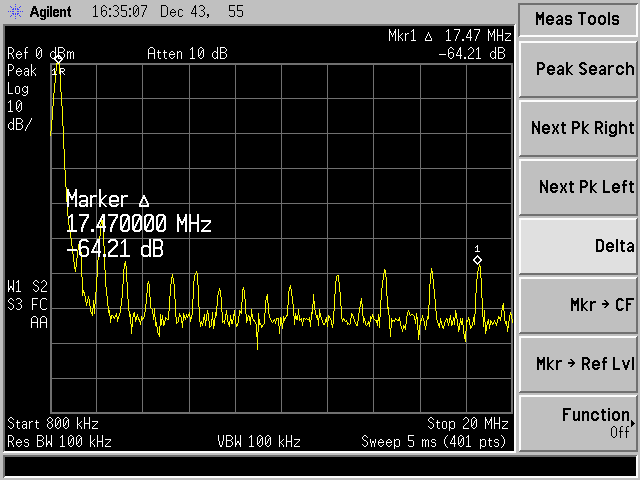 Agilent 16:35:07 Dec 43, 55
Meas Tools
Mkr1 Δ 17.47 MHz
Ref 0 dBm Atten 10 dB -64.21 dB
Peak
Log
10
dB/
1R
Marker Δ
17.470000 MHz
-64.21 dB
1
W1 S2
S3 FC
AA
Start 800 kHz Stop 20 MHz
Res BW 100 kHz VBW 100 kHz Sweep 5 ms (401 pts)
Peak Search
Next Pk Right
Next Pk Left
Delta
Mkr → CF
Mkr → Ref Lvl
Function
Off